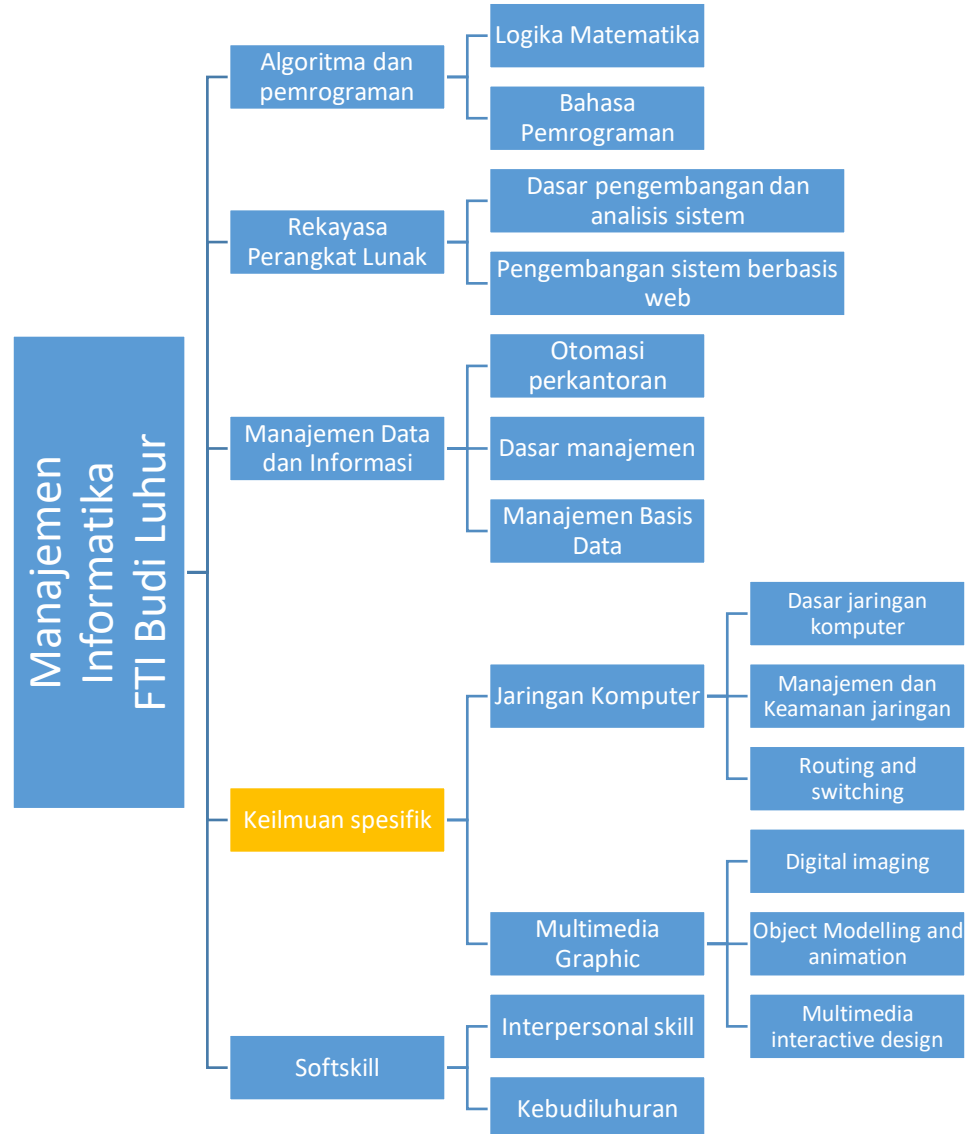 Manajemen
Informatika
FTI Budi Luhur
Algoritma dan
pemrograman
Logika Matematika
Bahasa
Pemrograman
Rekayasa
Perangkat Lunak
Dasar pengembangan dan
analisis sistem
Pengembangan sistem berbasis
web
Manajemen Data
dan Informasi
Otomasi
perkantoran
Dasar manajemen
Manajemen Basis
Data
Keilmuan spesifik
Jaringan Komputer
Dasar jaringan
komputer
Manajemen dan
Keamanan jaringan
Routing and
switching
Multimedia
Graphic
Digital imaging
Object Modelling and
animation
Multimedia
interactive design
Softskill
Interpersonal skill
Kebudiluhuran